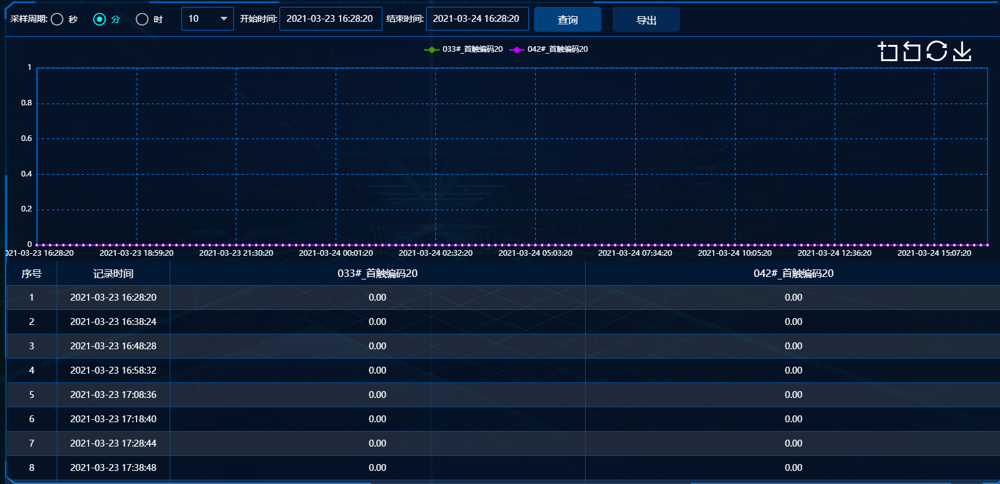 采样周期: 秒 分 时 10 开始时间: 2021-03-23 16:28:20 结束时间: 2021-03-24 16:28:20 查询 导出
033#_首触编码20 042#_首触编码20
1
0.8
0.6
0.4
0.2
0
021-03-23 16:28:20 2021-03-23 18:59:20 2021-03-23 21:30:20 2021-03-24 00:01:20 2021-03-24 02:32:20 2021-03-24 05:03:20 2021-03-24 07:34:20 2021-03-24 10:05:20 2021-03-24 12:36:20 2021-03-24 15:07:20
序号 记录时间 033#_首触编码20 042#_首触编码20
1 2021-03-23 16:28:20 0.00 0.00
2 2021-03-23 16:38:24 0.00 0.00
3 2021-03-23 16:48:28 0.00 0.00
4 2021-03-23 16:58:32 0.00 0.00
5 2021-03-23 17:08:36 0.00 0.00
6 2021-03-23 17:18:40 0.00 0.00
7 2021-03-23 17:28:44 0.00 0.00
8 2021-03-23 17:38:48 0.00 0.00